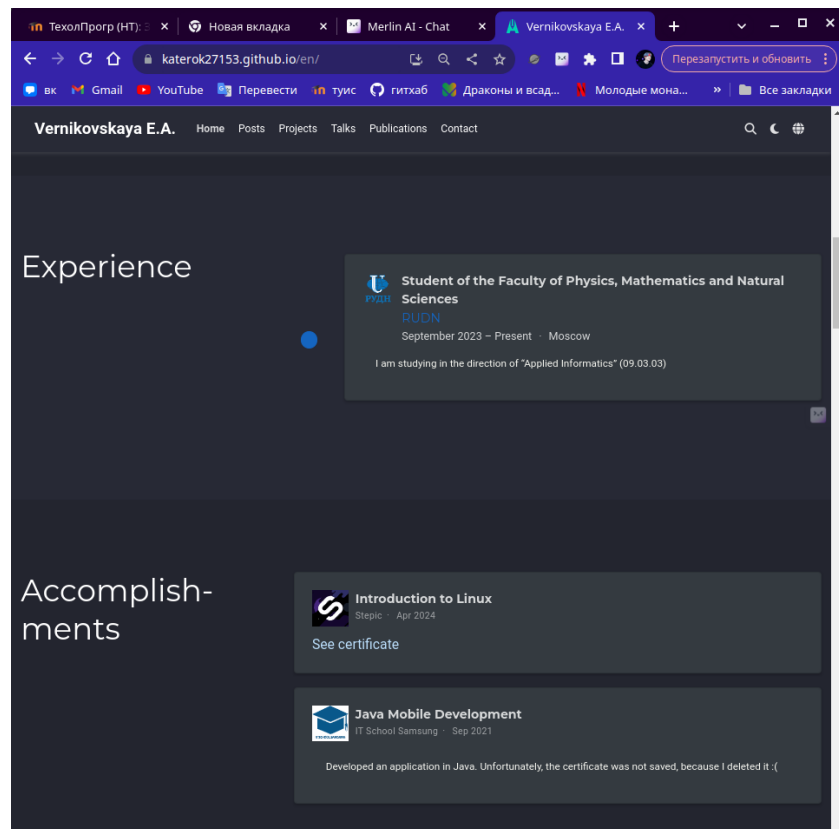 ТехолПрогр (НТ): З
Новая вкладка
Merlin AI - Chat
Vernikovskaya E.A.
katerok27153.github.io/en/
Перезапустить и обновить
вк
Gmail
YouTube
Перевести
туис
гитхаб
Драконы и всад...
Молодые мона...
»
Все закладки
Vernikovskaya E.A.
Home
Posts
Projects
Talks
Publications
Contact
Experience
РУДН
Student of the Faculty of Physics, Mathematics and Natural
Sciences
RUDN
September 2023 – Present · Moscow
I am studying in the direction of “Applied Informatics” (09.03.03)
Accomplish-
ments
Introduction to Linux
Stepic · Apr 2024
See certificate
Java Mobile Development
IT School Samsung · Sep 2021
Developed an application in Java. Unfortunately, the certificate was not saved, because I deleted it :(